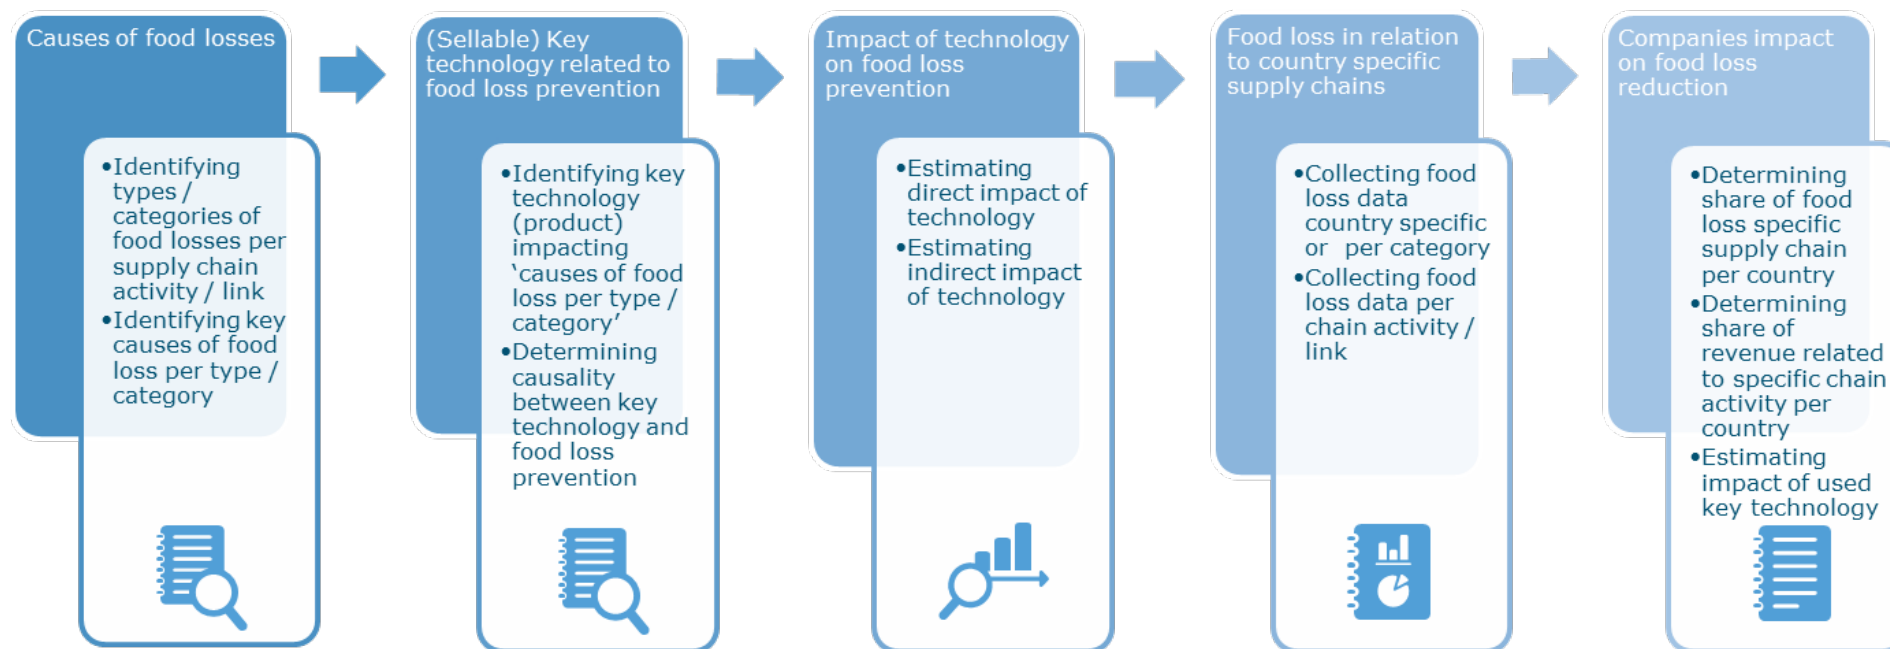 Causes of food losses
•Identifying
types /
categories of
food losses per
supply chain
activity / link
•Identifying key
causes of food
loss per type /
category
(Sellable) Key
technology related to
food loss prevention
•Identifying key
technology
(product)
impacting
‘causes of food
loss per type /
category’
•Determining
causality
between key
technology and
food loss
prevention
Impact of technology
on food loss
prevention
•Estimating
direct impact of
technology
•Estimating
indirect impact
of technology
Food loss in relation
to country specific
supply chains
•Collecting food
loss data
country specific
or per category
•Collecting food
loss data per
chain activity /
link
Companies impact
on food loss
reduction
•Determining
share of food
loss specific
supply chain
per country
•Determining
share of
revenue related
to specific chain
activity per
country
•Estimating
impact of used
key technology